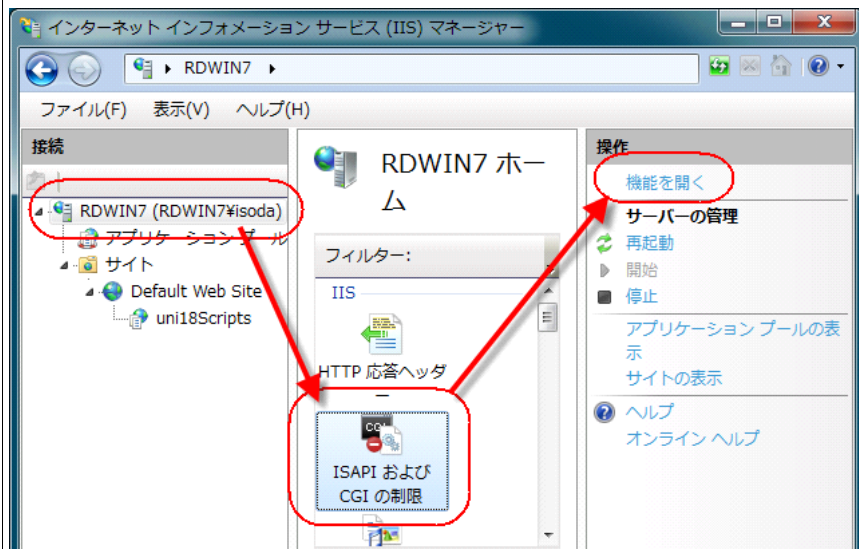 インターネット インフォメーション サービス (IIS) マネージャー
RDWIN7
ファイル(F) 表示(V) ヘルプ(H)
接続
RDWIN7 (RDWIN7¥isoda)
アプリケーション プール
サイト
Default Web Site
uni18Scripts
RDWIN7 ホー
ム
フィルター:
IIS
HTTP 応答ヘッダ
ー
CGI
ISAPI および
CGI の制限
操作
機能を開く
サーバーの管理
再起動
開始
停止
アプリケーション プールの表
示
サイトの表示
ヘルプ
オンライン ヘルプ